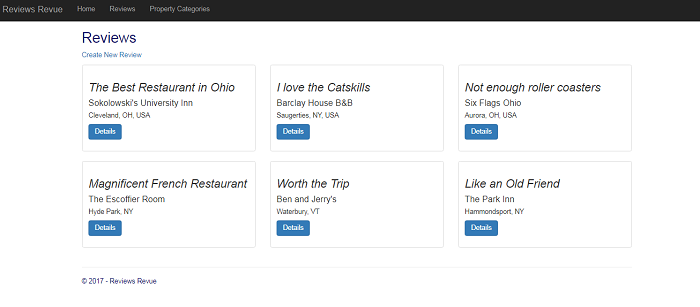 Reviews Revue Home Reviews Property Categories
Reviews
Create New Review
The Best Restaurant in Ohio
Sokolowski's University Inn
Cleveland, OH, USA
Details
I love the Catskills
Barclay House B&B
Saugerties, NY, USA
Details
Not enough roller coasters
Six Flags Ohio
Aurora, OH, USA
Details
Magnificent French Restaurant
The Escoffier Room
Hyde Park, NY
Details
Worth the Trip
Ben and Jerry's
Waterbury, VT
Details
Like an Old Friend
The Park Inn
Hammondsport, NY
Details
© 2017 - Reviews Revue